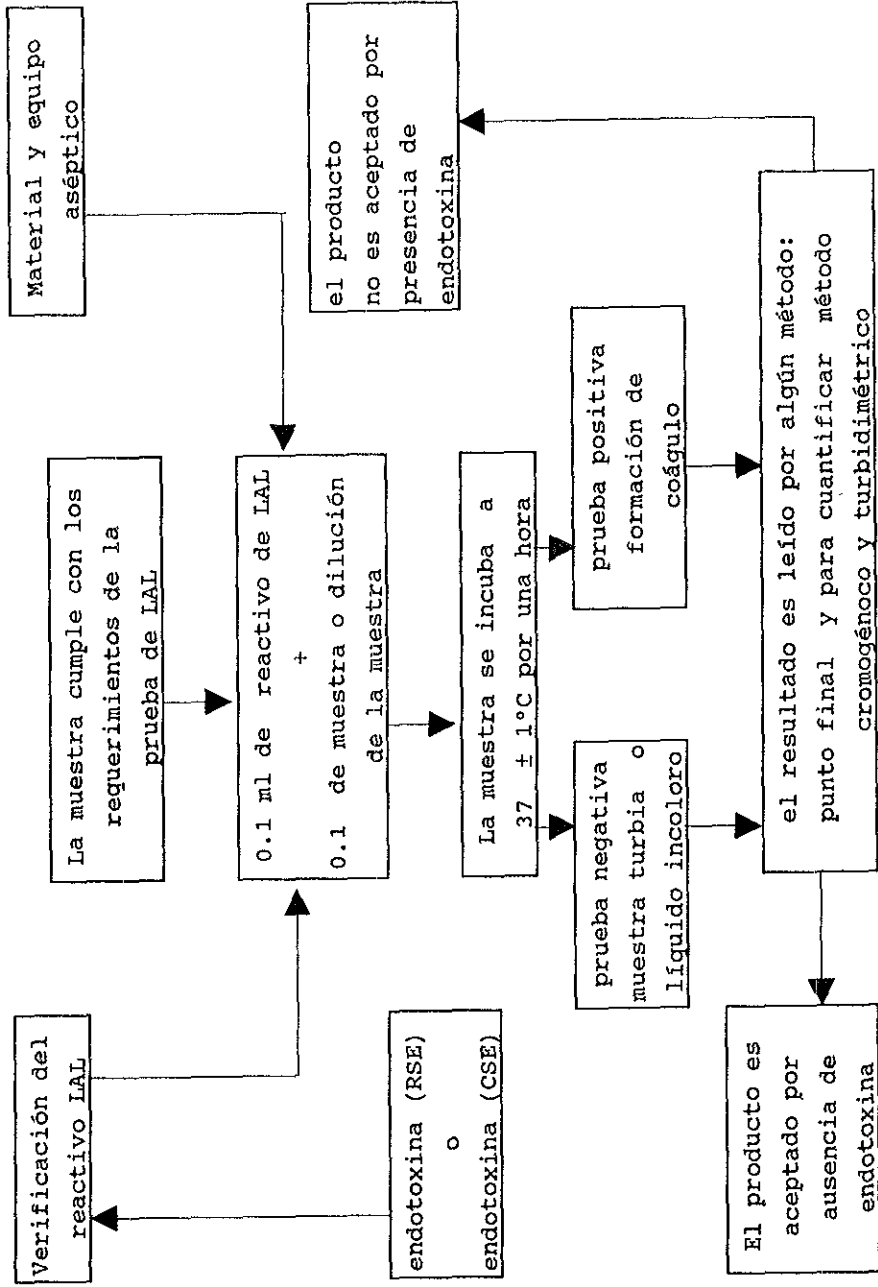 Material y equipo
aséptico
La muestra cumple con los
requerimientos de la
prueba de LAL
Verificación del
reactivo LAL
0.1 ml de reactivo de LAL
+
0.1 de muestra o dilución
de la muestra
endotoxina (RSE)
o
endotoxina (CSE)
La muestra se incuba a
37 ± 1°C por una hora
prueba negativa
muestra turbia o
líquido incoloro
prueba positiva
formación de
coágulo
el producto
no es aceptado por
presencia de
endotoxina
el resultado es leído por algún método:
punto final y para cuantificar método
cromogénoco y turbidimétrico
El producto es
aceptado por
ausencia de
endotoxina